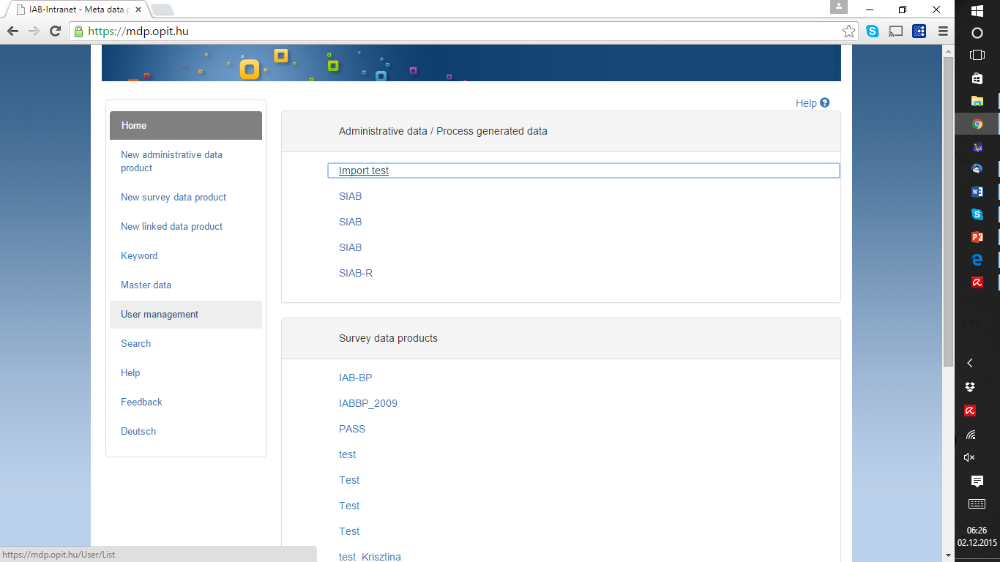 IAB-Intranet - Meta data p
https://mdp.opit.hu
Help
Home
New administrative data
product
New survey data product
New linked data product
Keyword
Master data
User management
Search
Help
Feedback
Deutsch
Administrative data / Process generated data
Import test
SIAB
SIAB
SIAB
SIAB-R
Survey data products
IAB-BP
IABBP_2009
PASS
test
Test
Test
Test
test_Krisztina
https://mdp.opit.hu/User/List
06:26
02.12.2015